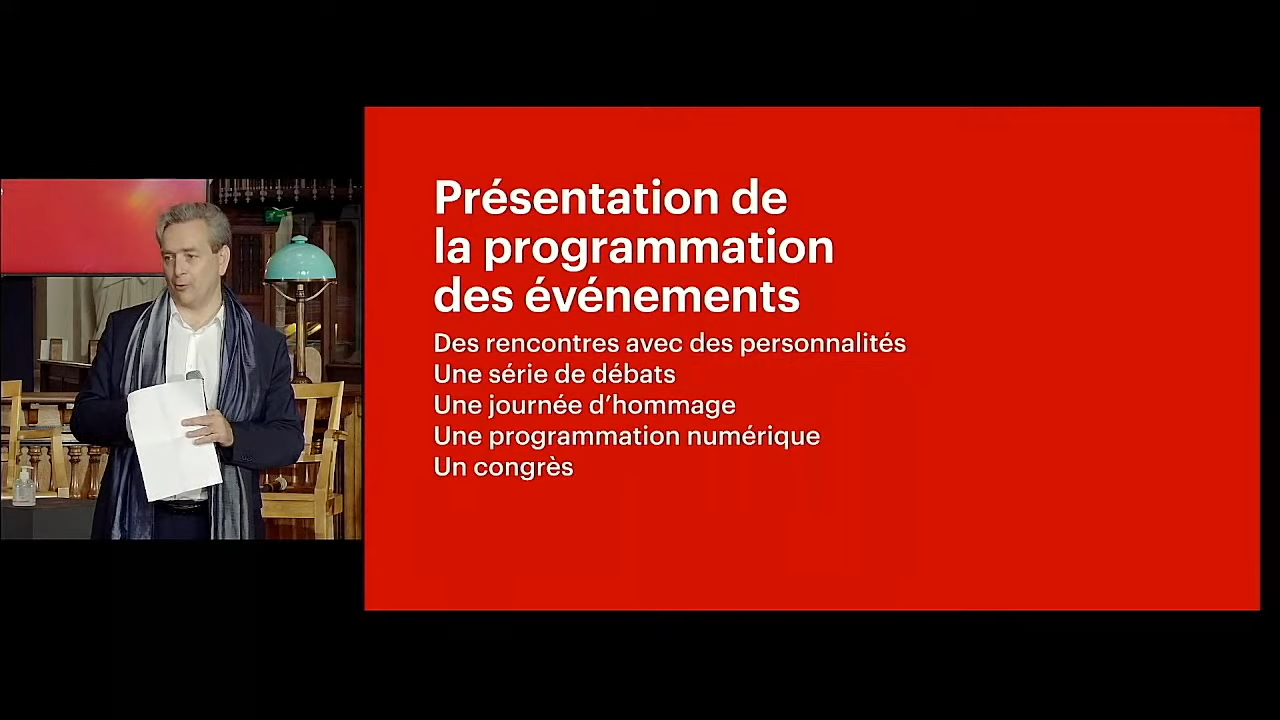 Présentation de
la programmation
des événements
Des rencontres avec des personnalités
Une série de débats
Une journée d’hommage
Une programmation numérique
Un congrès